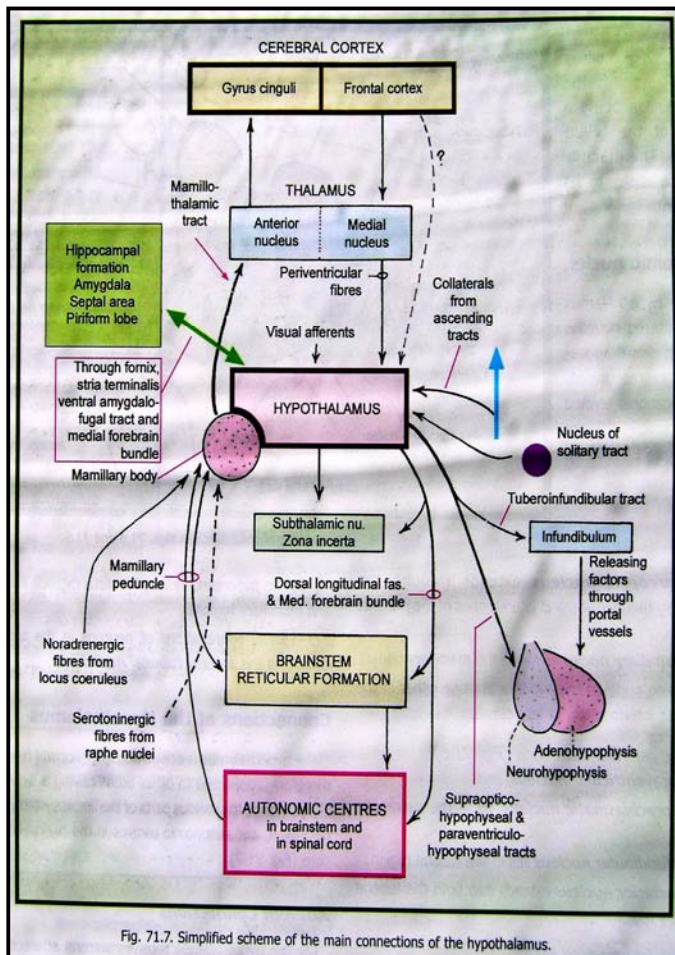 CEREBRAL CORTEX
Gyrus cinguli
Frontal cortex
?
Mamillo-
thalamic
tract
THALAMUS
Anterior
nucleus
Medial
nucleus
Hippocampal
formation
Amygdala
Septal area
Piriform lobe
Periventricular
fibres
Collaterals
from
ascending
tracts
Visual afferents
Through fornix,
stria terminalis
ventral amygdalo-
fugal tract and
medial forebrain
bundle
HYPOTHALAMUS
Nucleus of
solitary tract
Mamillary body
Tuberoinfundibular tract
Subthalamic nu.
Zona incerta
Infundibulum
Mamillary
peduncle
Dorsal longitudinal fas.
& Med. forebrain bundle
Releasing
factors
through
portal
vessels
Noradrenergic
fibres from
locus coeruleus
BRAINSTEM
RETICULAR FORMATION
Serotoninergic
fibres from
raphe nuclei
Adenohypophysis
Neurohypophysis
AUTONOMIC CENTRES
in brainstem and
in spinal cord
Supraoptico-
hypophyseal &
paraventriculo-
hypophyseal tracts
Fig. 71.7. Simplified scheme of the main connections of the hypothalamus.